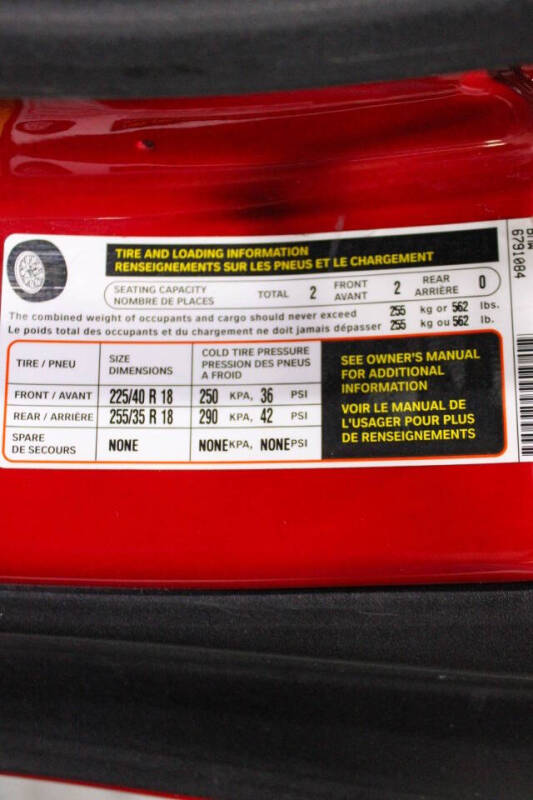 TIRE AND LOADING INFORMATION
RENSEIGNEMENTS SUR LES PNEUS ET LE CHARGEMENT
SEATING CAPACITY
NOMBRE DE PLACES
TOTAL 2
FRONT
AVANT
2
REAR
ARRIÈRE
0
The combined weight of occupants and cargo should never exceed 255 kg or 562 lbs.
Le poids total des occupants et du chargement ne doit jamais dépasser 255 kg ou 562 lb.
TIRE / PNEU
SIZE
DIMENSIONS
COLD TIRE PRESSURE
PRESSION DES PNEUS
A FROID
FRONT / AVANT 225/40 R 18 250 KPA, 36 PSI
REAR / ARRIÈRE 255/35 R 18 290 KPA, 42 PSI
SPARE
DE SECOURS
NONE NONE KPA, NONE PSI
SEE OWNER'S MANUAL
FOR ADDITIONAL
INFORMATION
VOIR LE MANUAL DE
L'USAGER POUR PLUS
DE RENSEIGNEMENTS
6791084